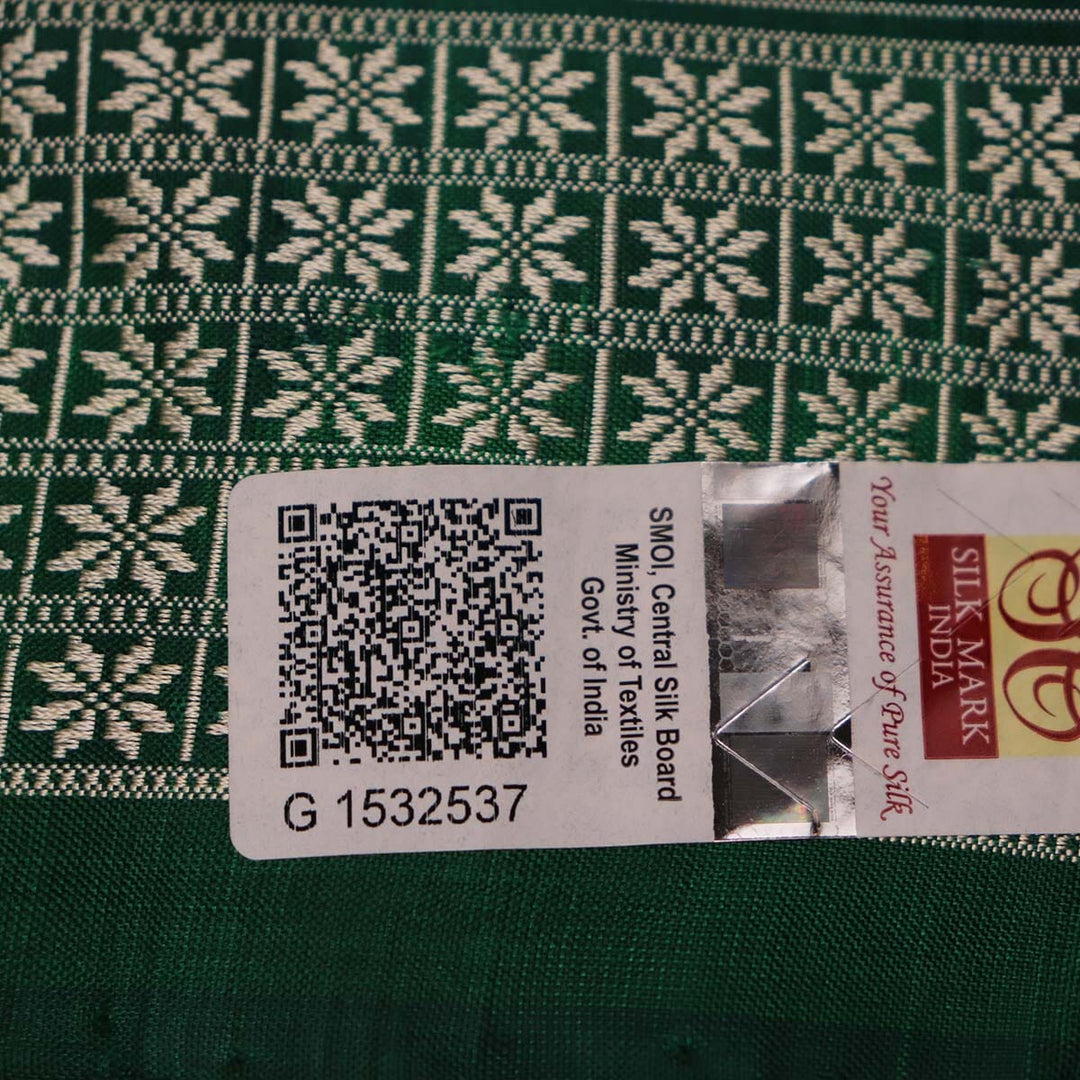 G 1532537
SMOI, Central Silk Board
Ministry of Textiles
Govt. of India
Your Assurance of Pure Silk
SILK MARK
INDIA